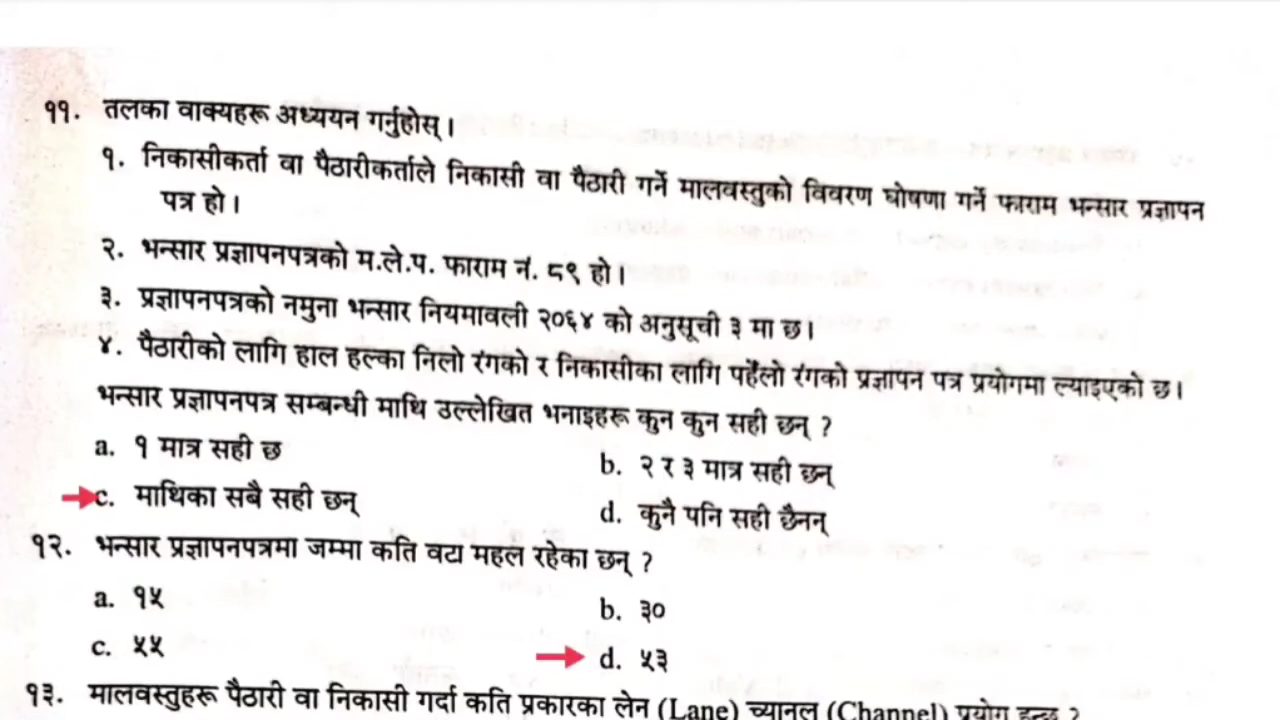 ११. तलका वाक्यहरू अध्ययन गर्नुहोस् ।
१. निकासीकर्ता वा पैठारीकर्ताले निकासी वा पैठारी गर्ने मालवस्तुको विवरण घोषणा गर्ने फाराम भन्सार प्रज्ञापन
पत्र हो ।
२. भन्सार प्रज्ञापनपत्रको म.ले.प. फाराम नं. ८९ हो ।
३. प्रज्ञापनपत्रको नमुना भन्सार नियमावली २०६४ को अनुसूची ३ मा छ ।
४. पैठारीको लागि हाल हल्का निलो रंगको र निकासीका लागि पहेँलो रंगको प्रज्ञापन पत्र प्रयोगमा ल्याइएको छ ।
भन्सार प्रज्ञापनपत्र सम्बन्धी माथि उल्लेखित भनाइहरू कुन कुन सही छन् ?
a. १ मात्र सही छ
b. २ र ३ मात्र सही छन्
c. माथिका सबै सही छन्
d. कुनै पनि सही छैनन्
१२. भन्सार प्रज्ञापनपत्रमा जम्मा कति वटा महल रहेका छन् ?
a. १५
b. ३०
c. ५५
d. ५३
१३. मालवस्तुहरू पैठारी वा निकासी गर्दा कति प्रकारका लेन (Lane) च्यानल (Channel) प्रयोग हुन्छ ?